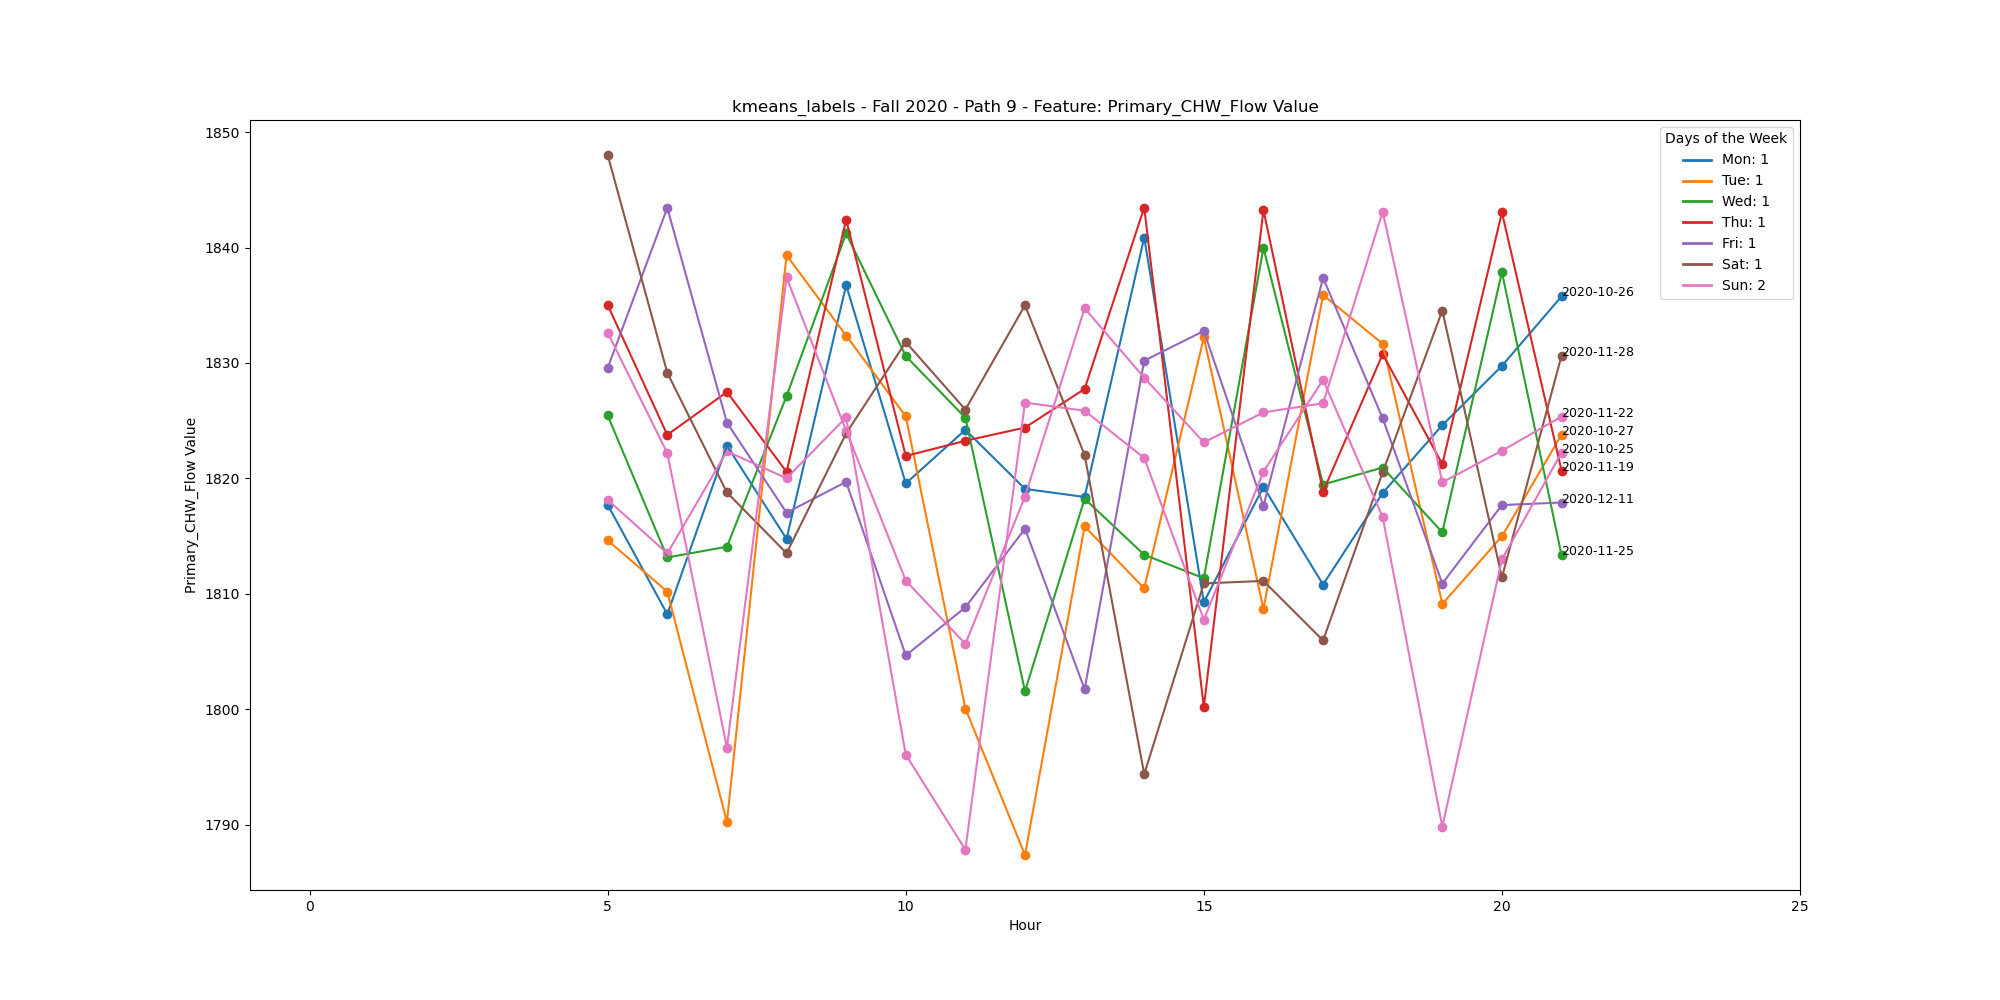 kmeans_labels - Fall 2020 - Path 9 - Feature: Primary_CHW_Flow Value
Days of the Week
Mon: 1
Tue: 1
Wed: 1
Thu: 1
Fri: 1
Sat: 1
Sun: 2
1850
1840
1830
1820
1810
1800
1790
Primary_CHW_Flow Value
2020-10-26
2020-11-28
2020-11-22
2020-10-27
2020-10-25
2020-11-19
2020-12-11
2020-11-25
0 5 10 15 20 25
Hour